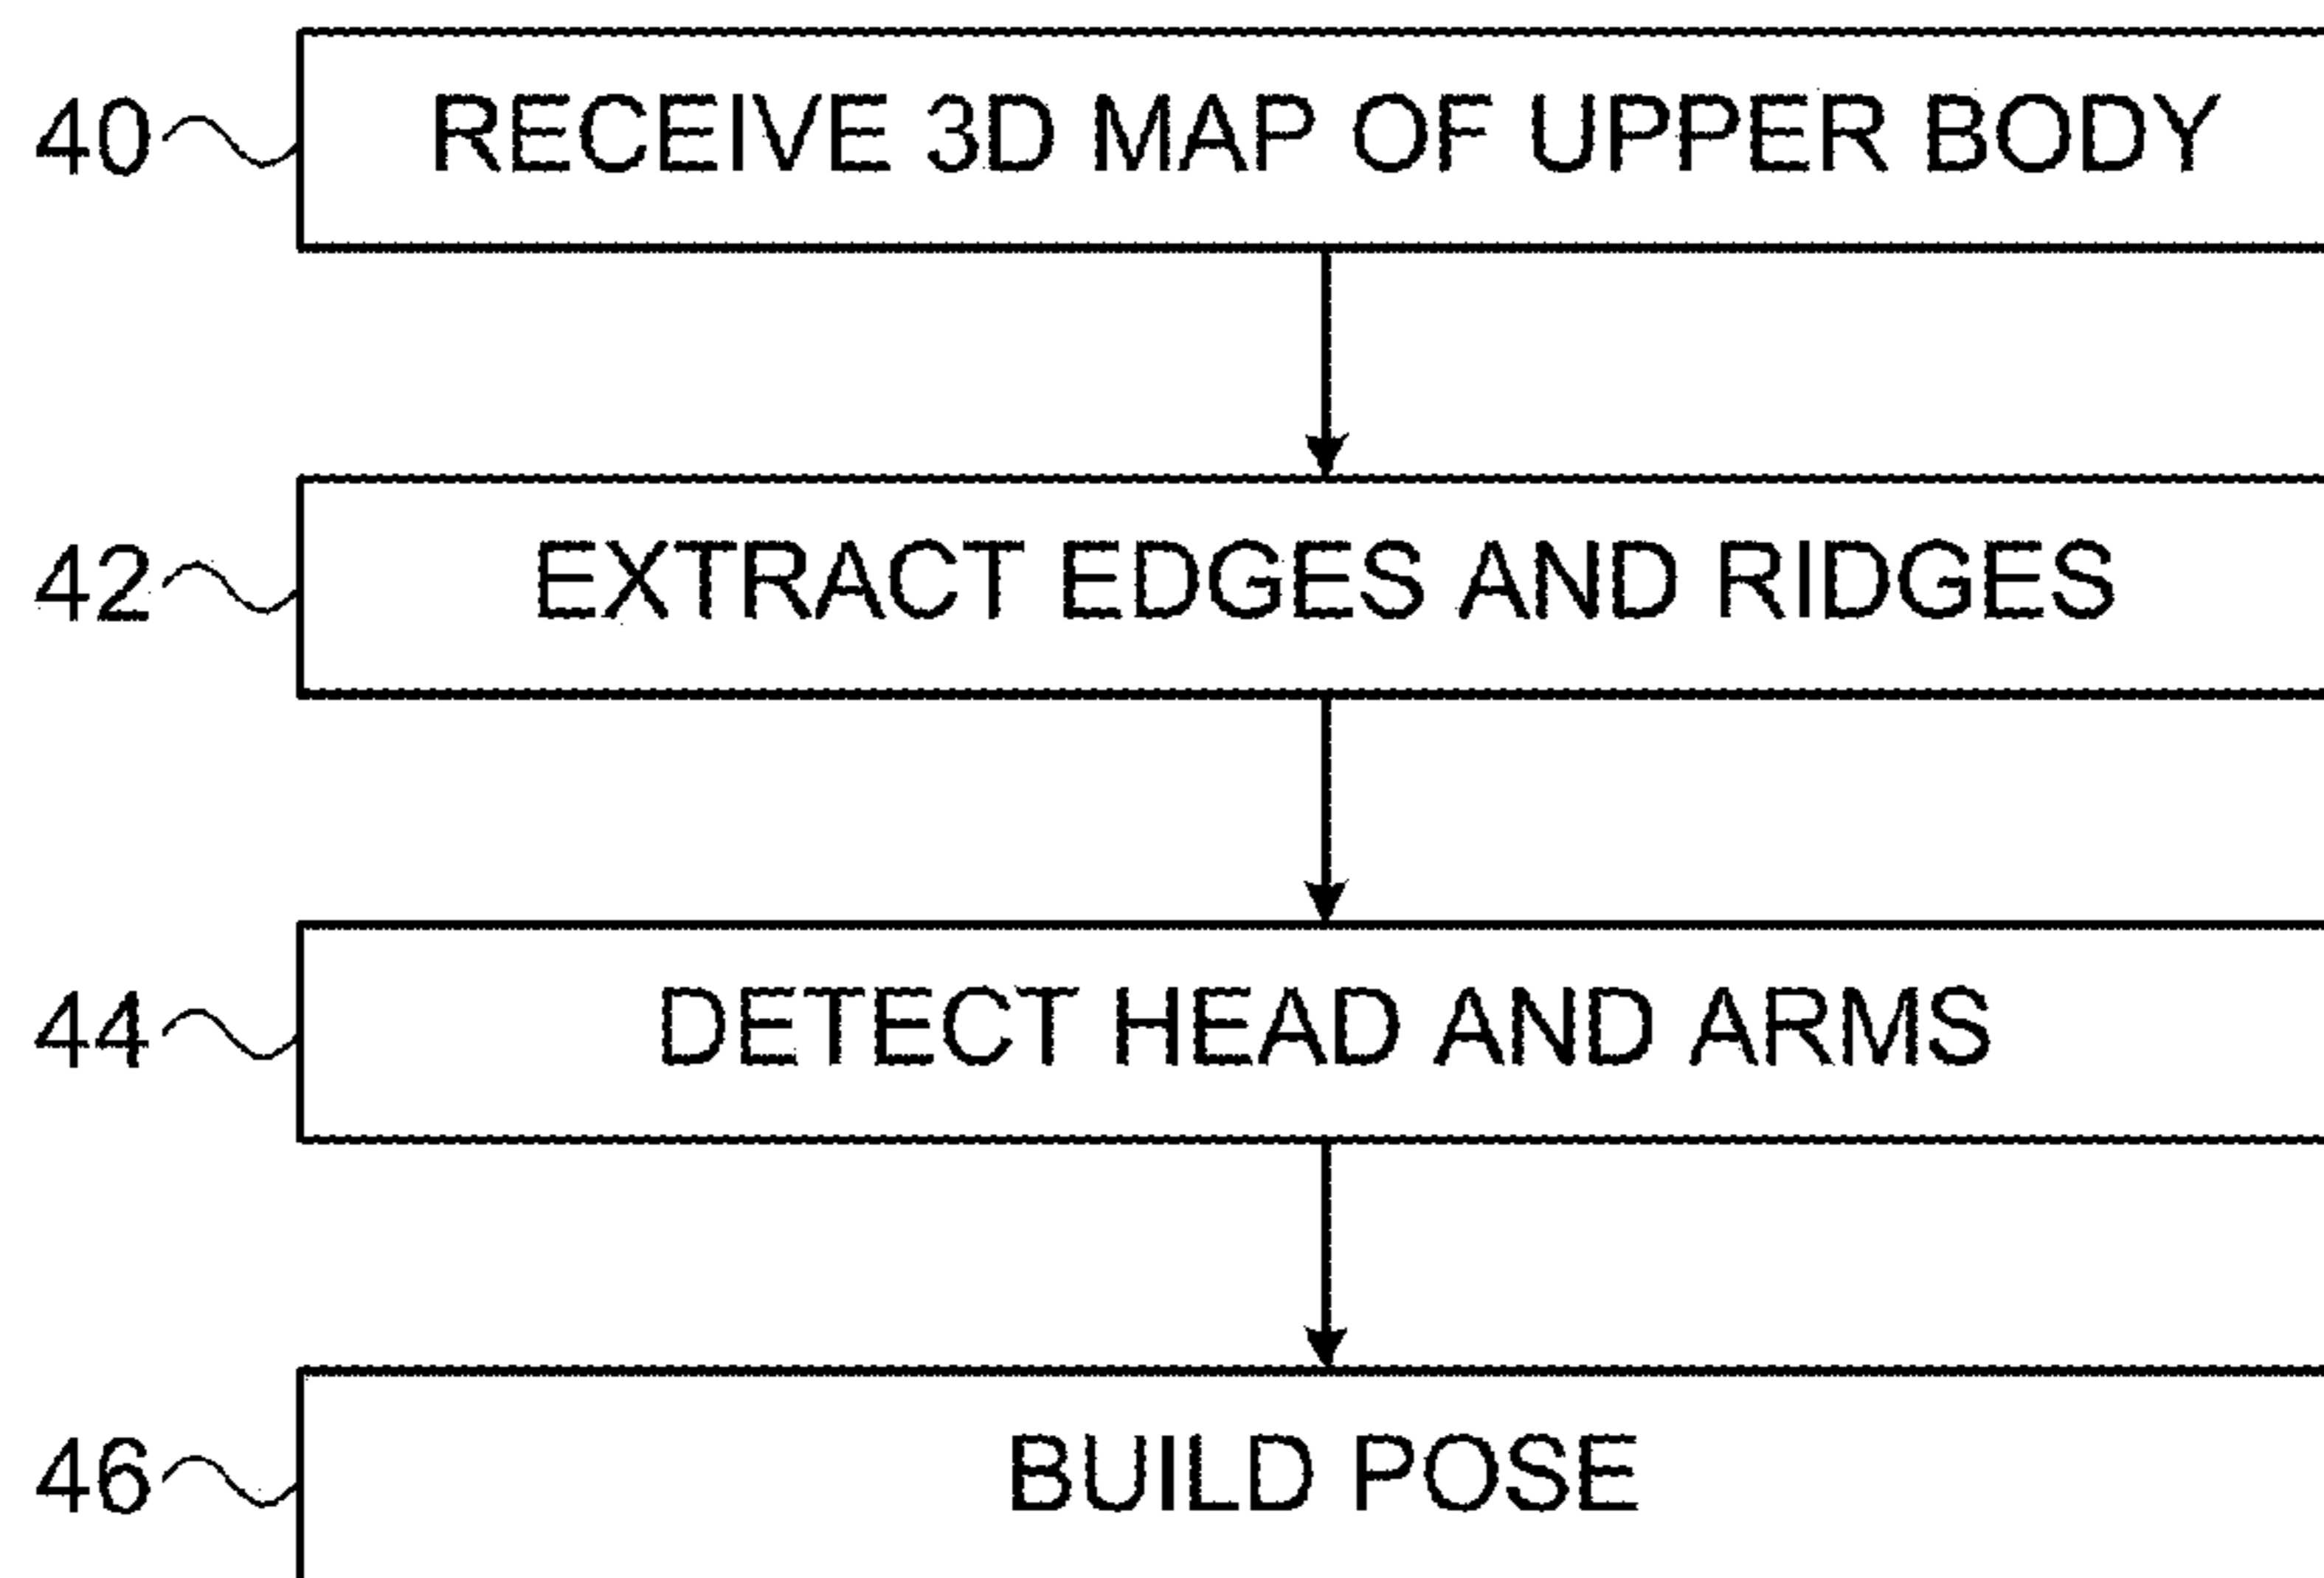 40 RECEIVE 3D MAP OF UPPER BODY
42 EXTRACT EDGES AND RIDGES
44 DETECT HEAD AND ARMS
46 BUILD POSE